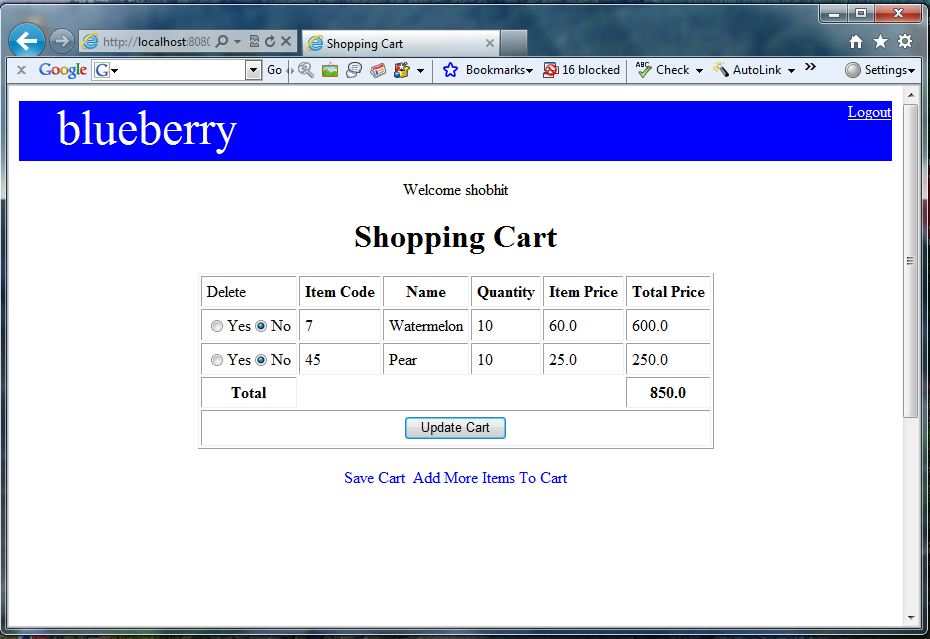 http://localhost:8080 Shopping Cart
Google G Go Bookmarks 16 blocked ABC Check AutoLink » Settings
Logout
blueberry
Welcome shobhit
Shopping Cart
Delete Item Code Name Quantity Item Price Total Price
Yes No 7 Watermelon 10 60.0 600.0
Yes No 45 Pear 10 25.0 250.0
Total 850.0
Update Cart
Save Cart Add More Items To Cart